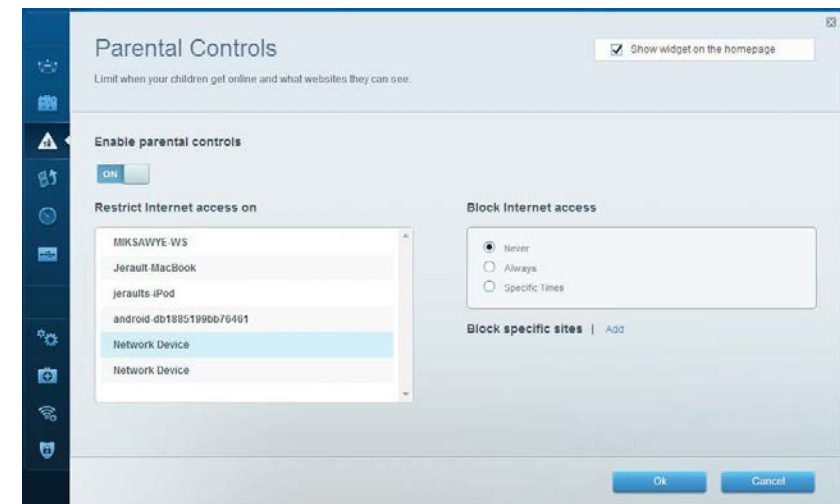 Parental Controls
Show widget on the homepage
Limit when your children get online and what websites they can see.
Enable parental controls
ON
Restrict Internet access on
MIKSAWYE-WS
Jerault-MacBook
jeraults-iPod
android-db1885199bb76461
Network Device
Network Device
Block Internet access
Never
Always
Specific Times
Block specific sites | Add
Ok
Cancel